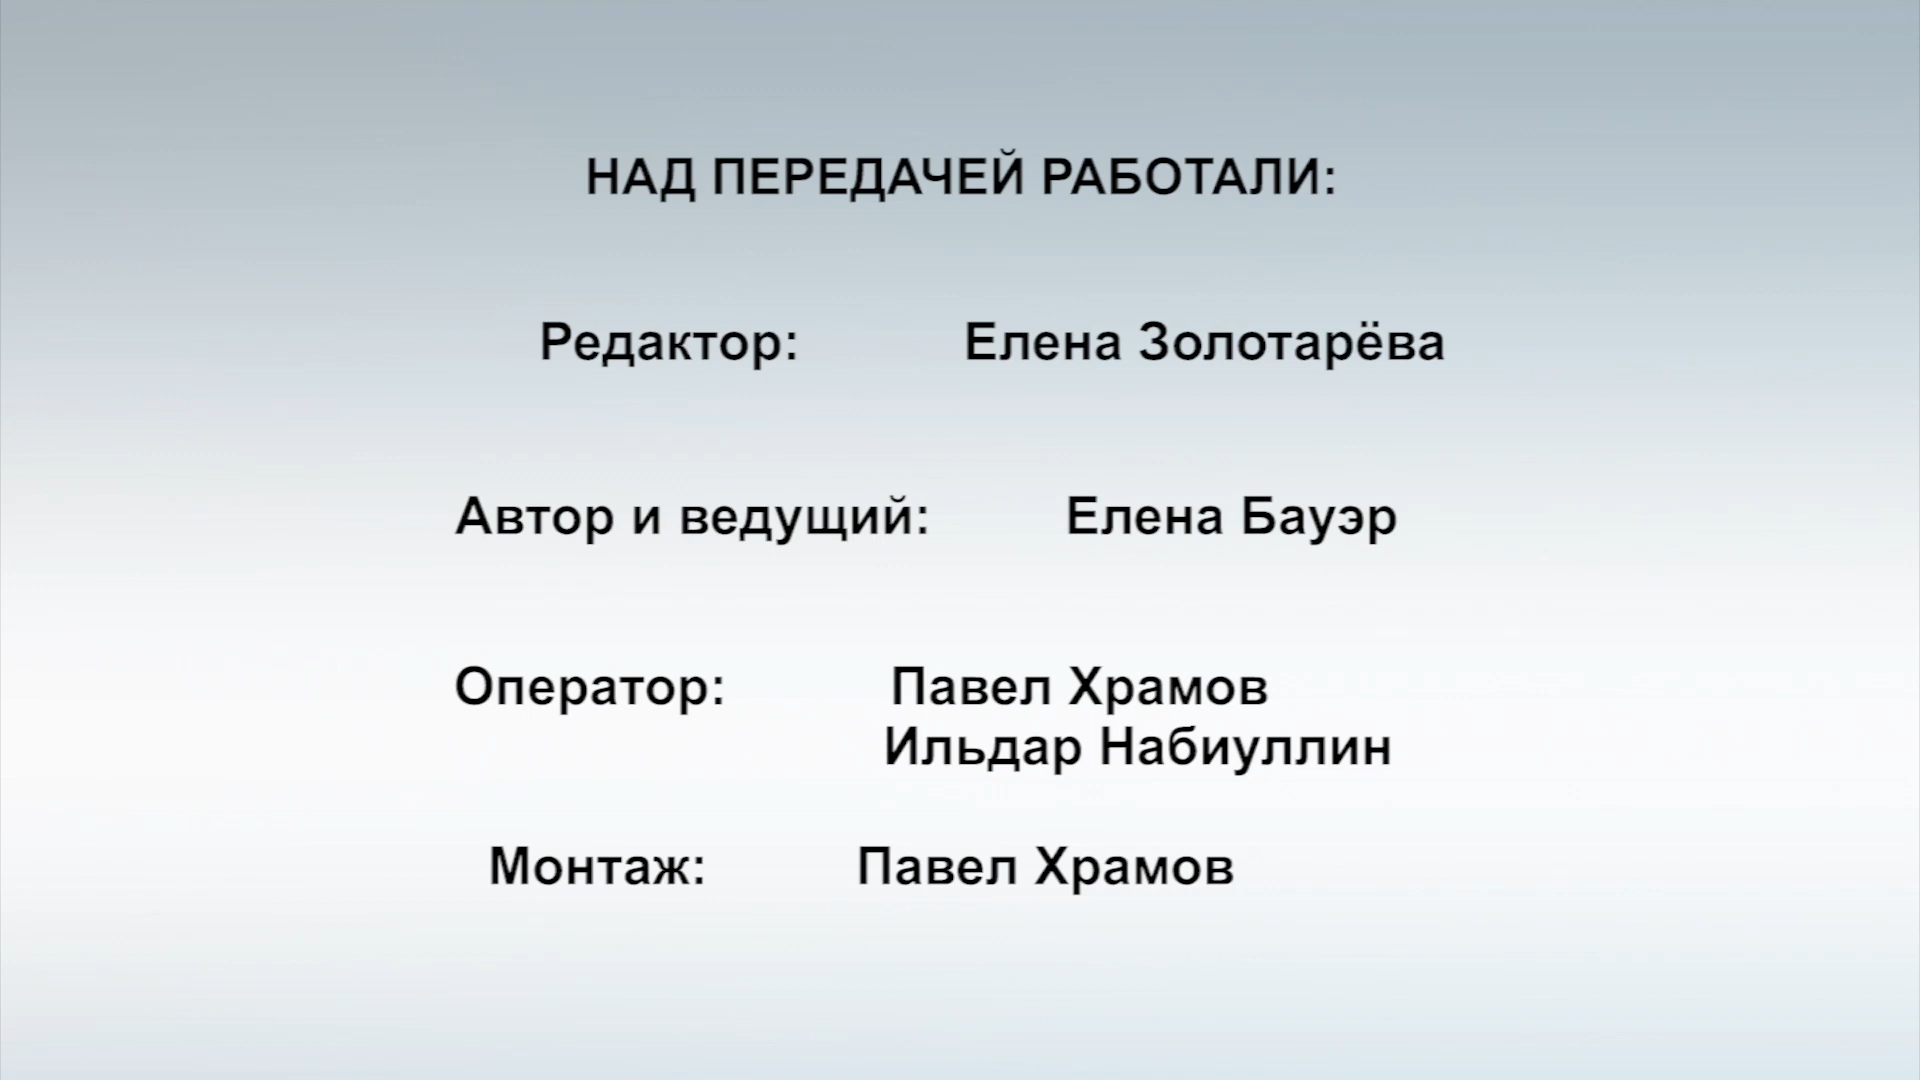 НАД ПЕРЕДАЧЕЙ РАБОТАЛИ:
Редактор: Елена Золотарёва
Автор и ведущий: Елена Бауэр
Оператор: Павел Храмов
Ильдар Набиуллин
Монтаж: Павел Храмов